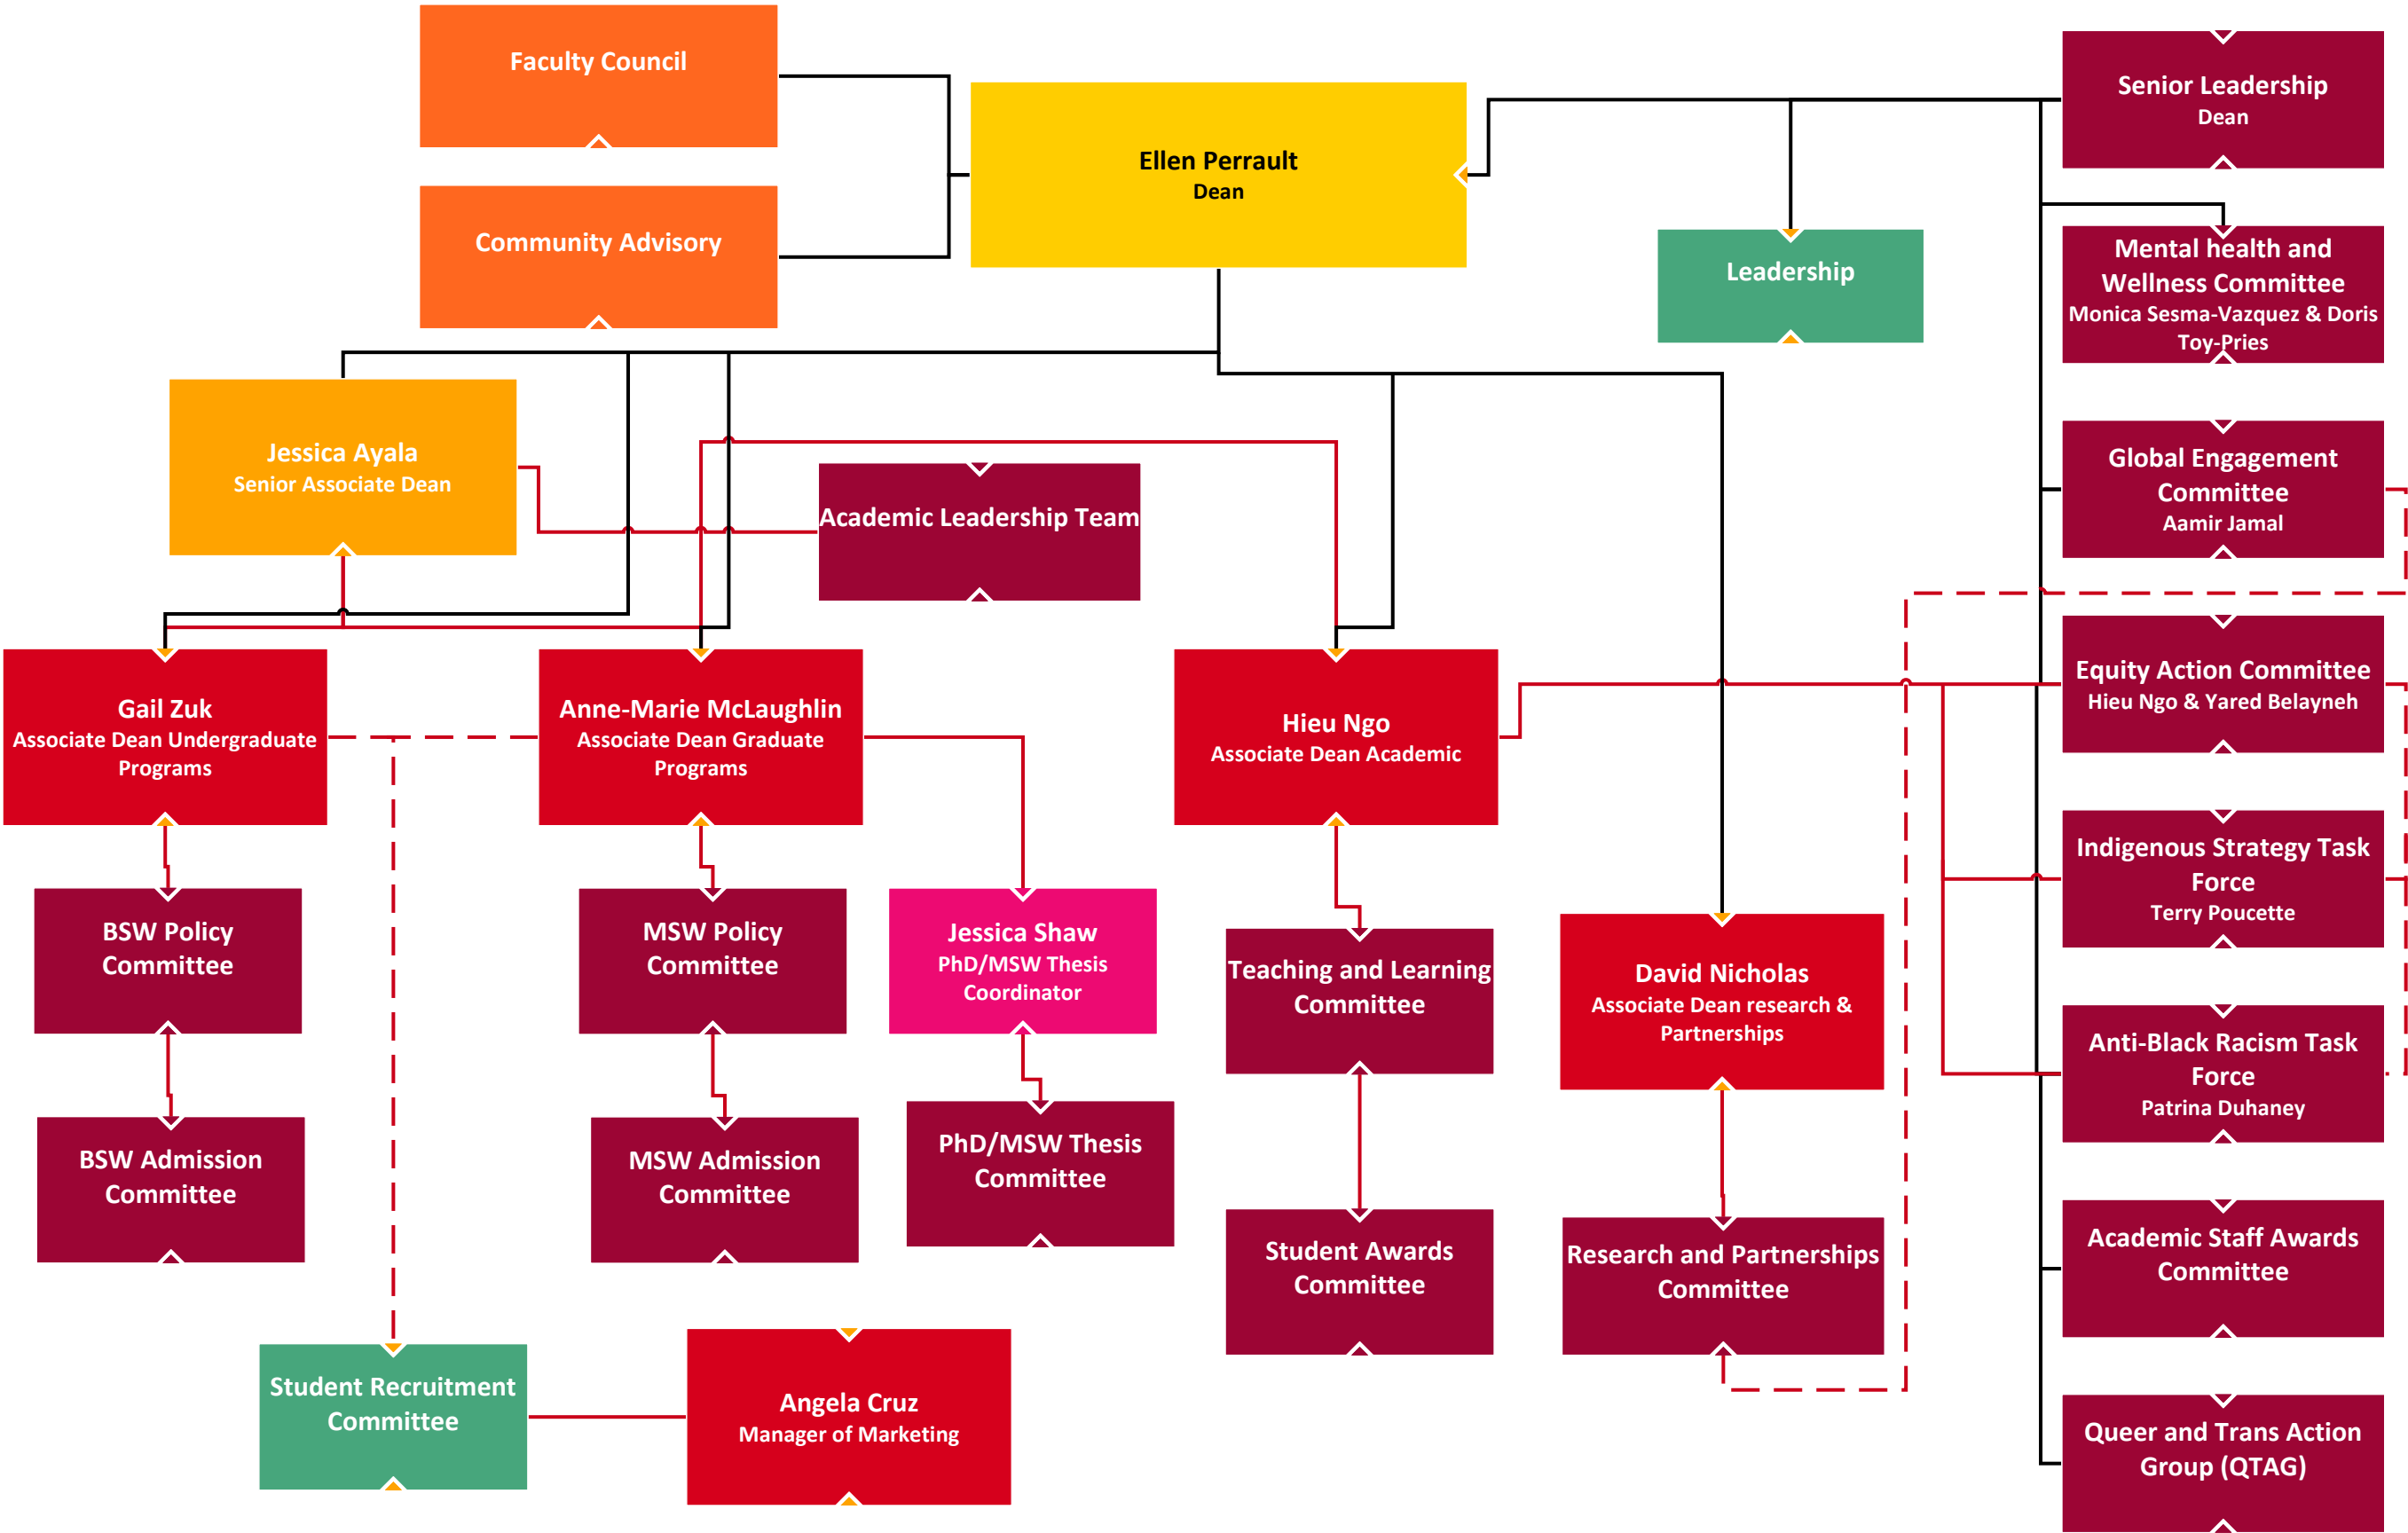 Faculty Council
Community Advisory
Ellen Perrault
Dean
Leadership
Senior Leadership
Dean
Mental health and
Wellness Committee
Monica Sesma-Vazquez & Doris
Toy-Pries
Global Engagement
Committee
Aamir Jamal
Equity Action Committee
Hieu Ngo & Yared Belayneh
Indigenous Strategy Task
Force
Terry Poucette
Anti-Black Racism Task
Force
Patrina Duhaney
Academic Staff Awards
Committee
Queer and Trans Action
Group (QTAG)
Jessica Ayala
Senior Associate Dean
Academic Leadership Team
Gail Zuk
Associate Dean Undergraduate
Programs
Anne-Marie McLaughlin
Associate Dean Graduate
Programs
Hieu Ngo
Associate Dean Academic
David Nicholas
Associate Dean research &
Partnerships
BSW Policy
Committee
MSW Policy
Committee
Jessica Shaw
PhD/MSW Thesis
Coordinator
Teaching and Learning
Committee
BSW Admission
Committee
MSW Admission
Committee
PhD/MSW Thesis
Committee
Student Awards
Committee
Research and Partnerships
Committee
Student Recruitment
Committee
Angela Cruz
Manager of Marketing